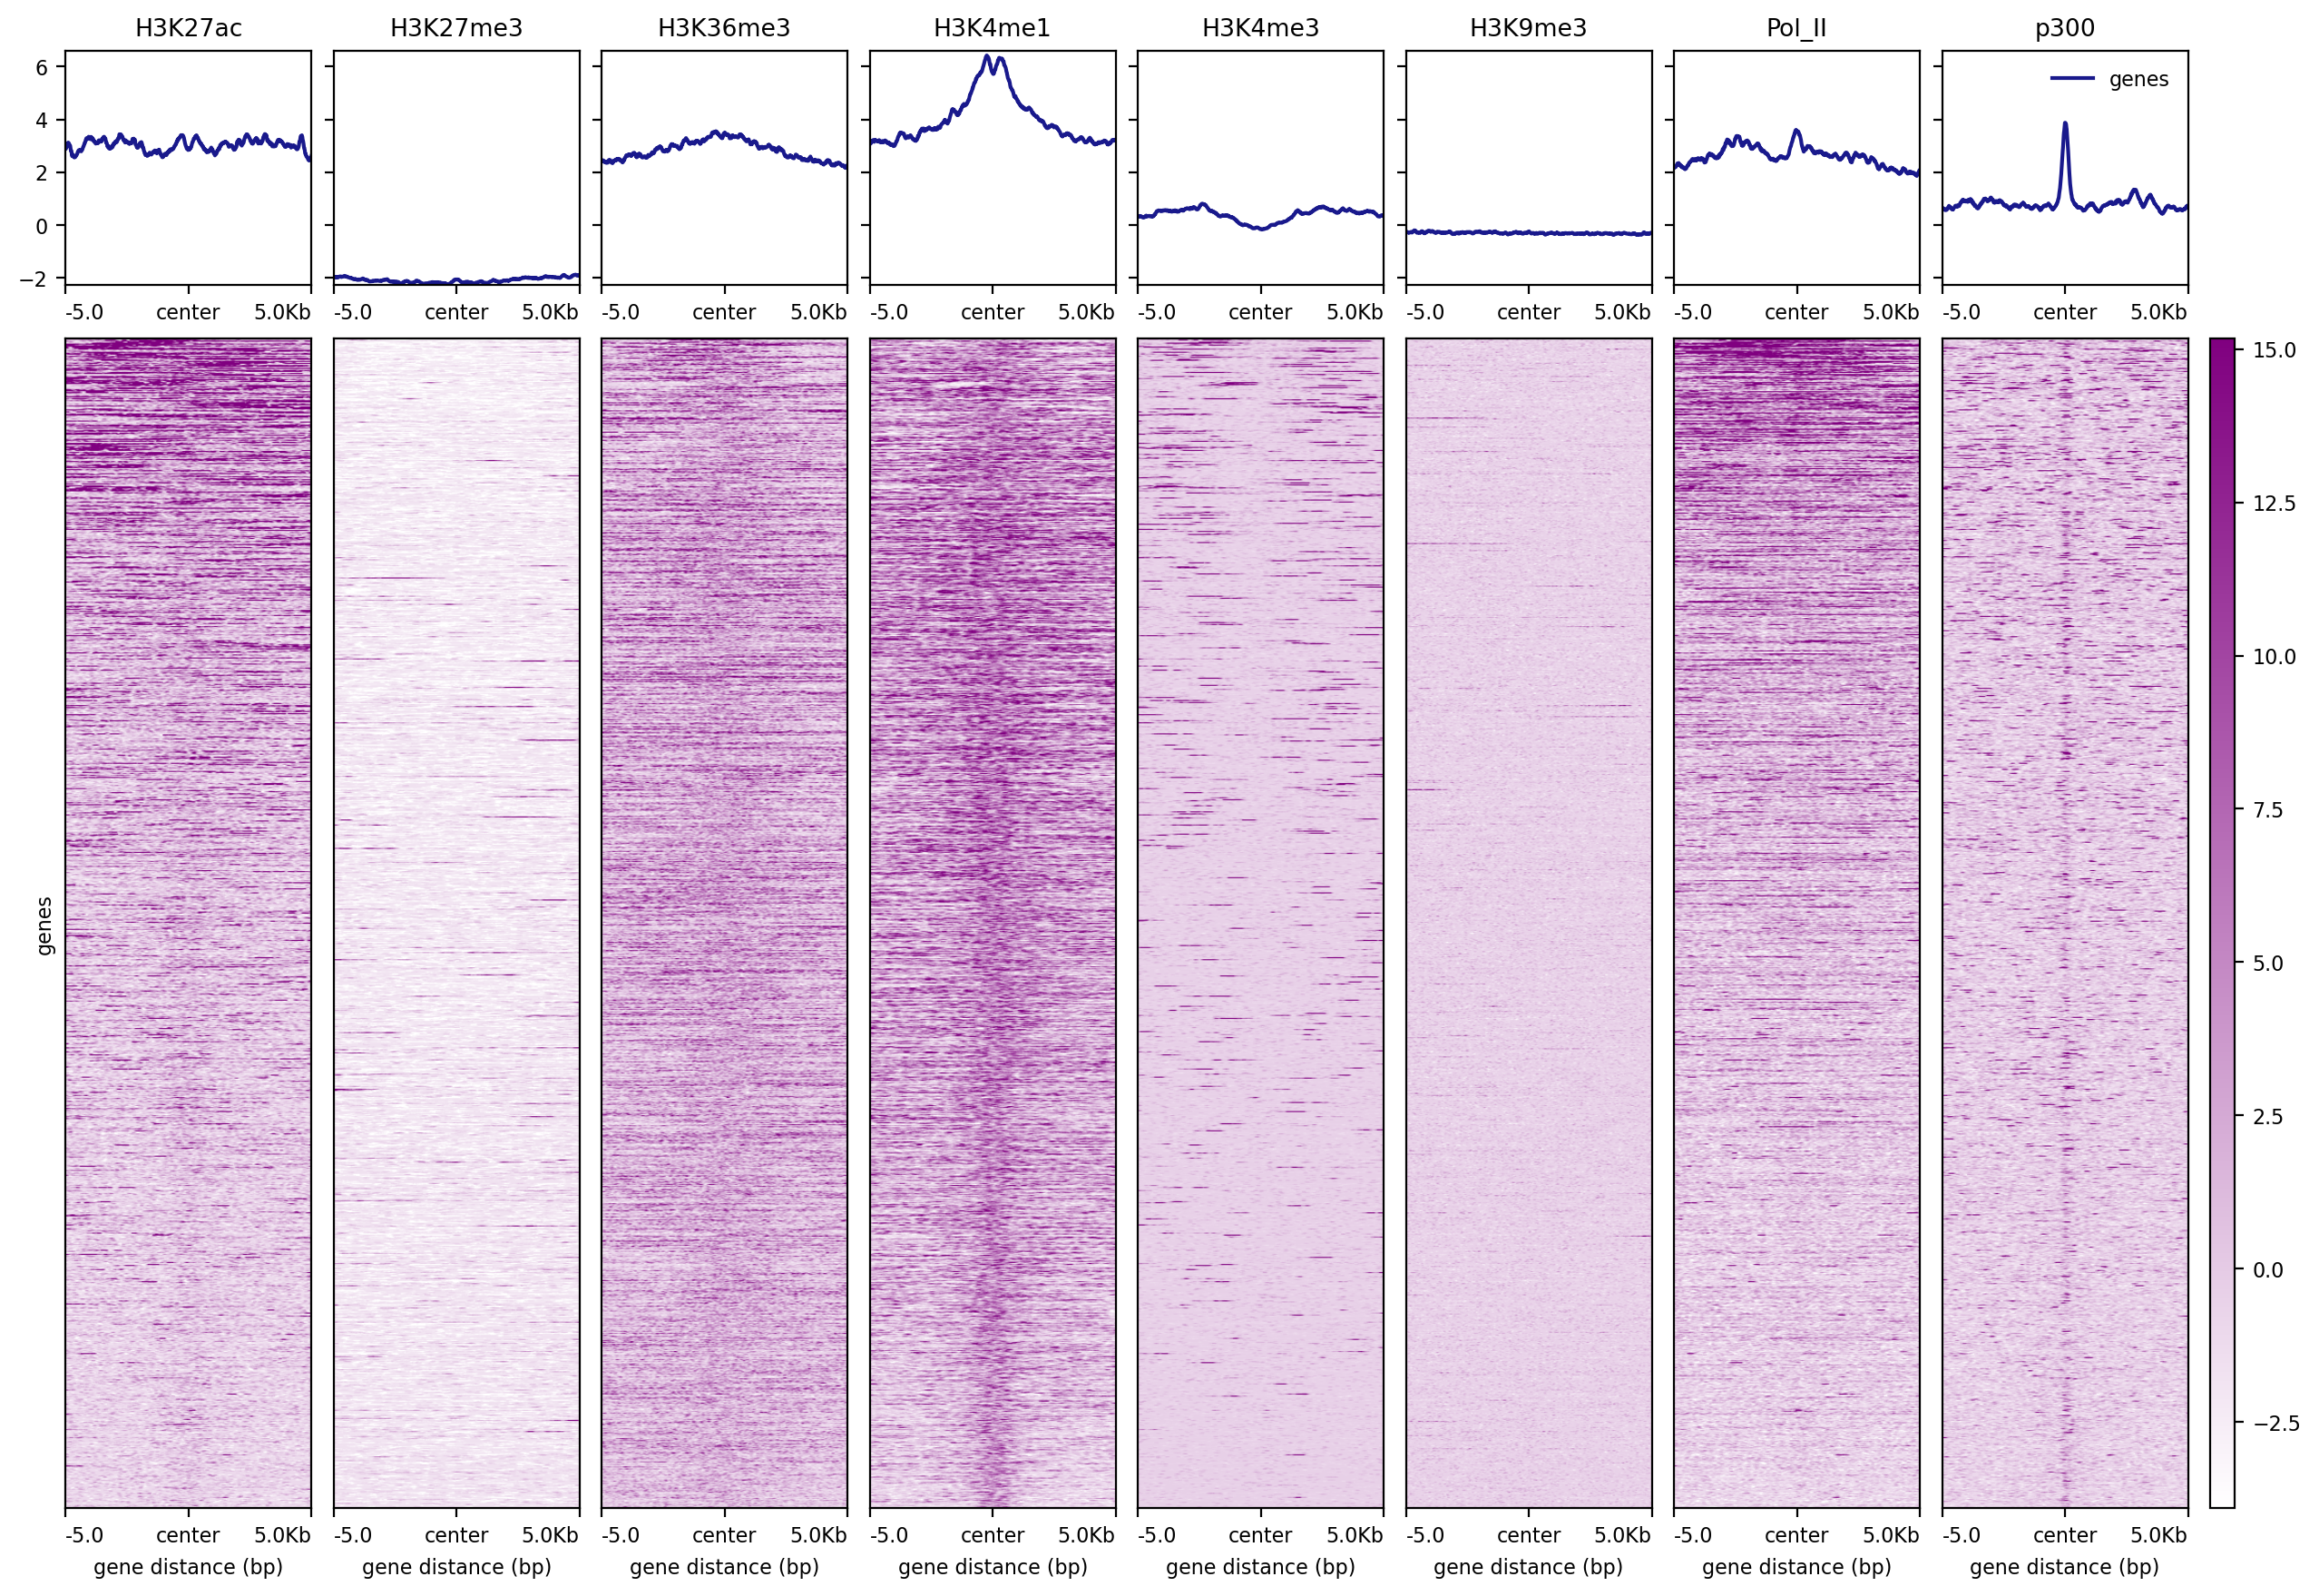 H3K27ac H3K27me3 H3K36me3 H3K4me1 H3K4me3 H3K9me3 Pol_II p300
genes
6
4
2
0
−2
-5.0 center 5.0Kb -5.0 center 5.0Kb -5.0 center 5.0Kb -5.0 center 5.0Kb -5.0 center 5.0Kb -5.0 center 5.0Kb -5.0 center 5.0Kb -5.0 center 5.0Kb
genes
15.0
12.5
10.0
7.5
5.0
2.5
0.0
−2.5
-5.0 center 5.0Kb -5.0 center 5.0Kb -5.0 center 5.0Kb -5.0 center 5.0Kb -5.0 center 5.0Kb -5.0 center 5.0Kb -5.0 center 5.0Kb -5.0 center 5.0Kb
gene distance (bp) gene distance (bp) gene distance (bp) gene distance (bp) gene distance (bp) gene distance (bp) gene distance (bp) gene distance (bp)